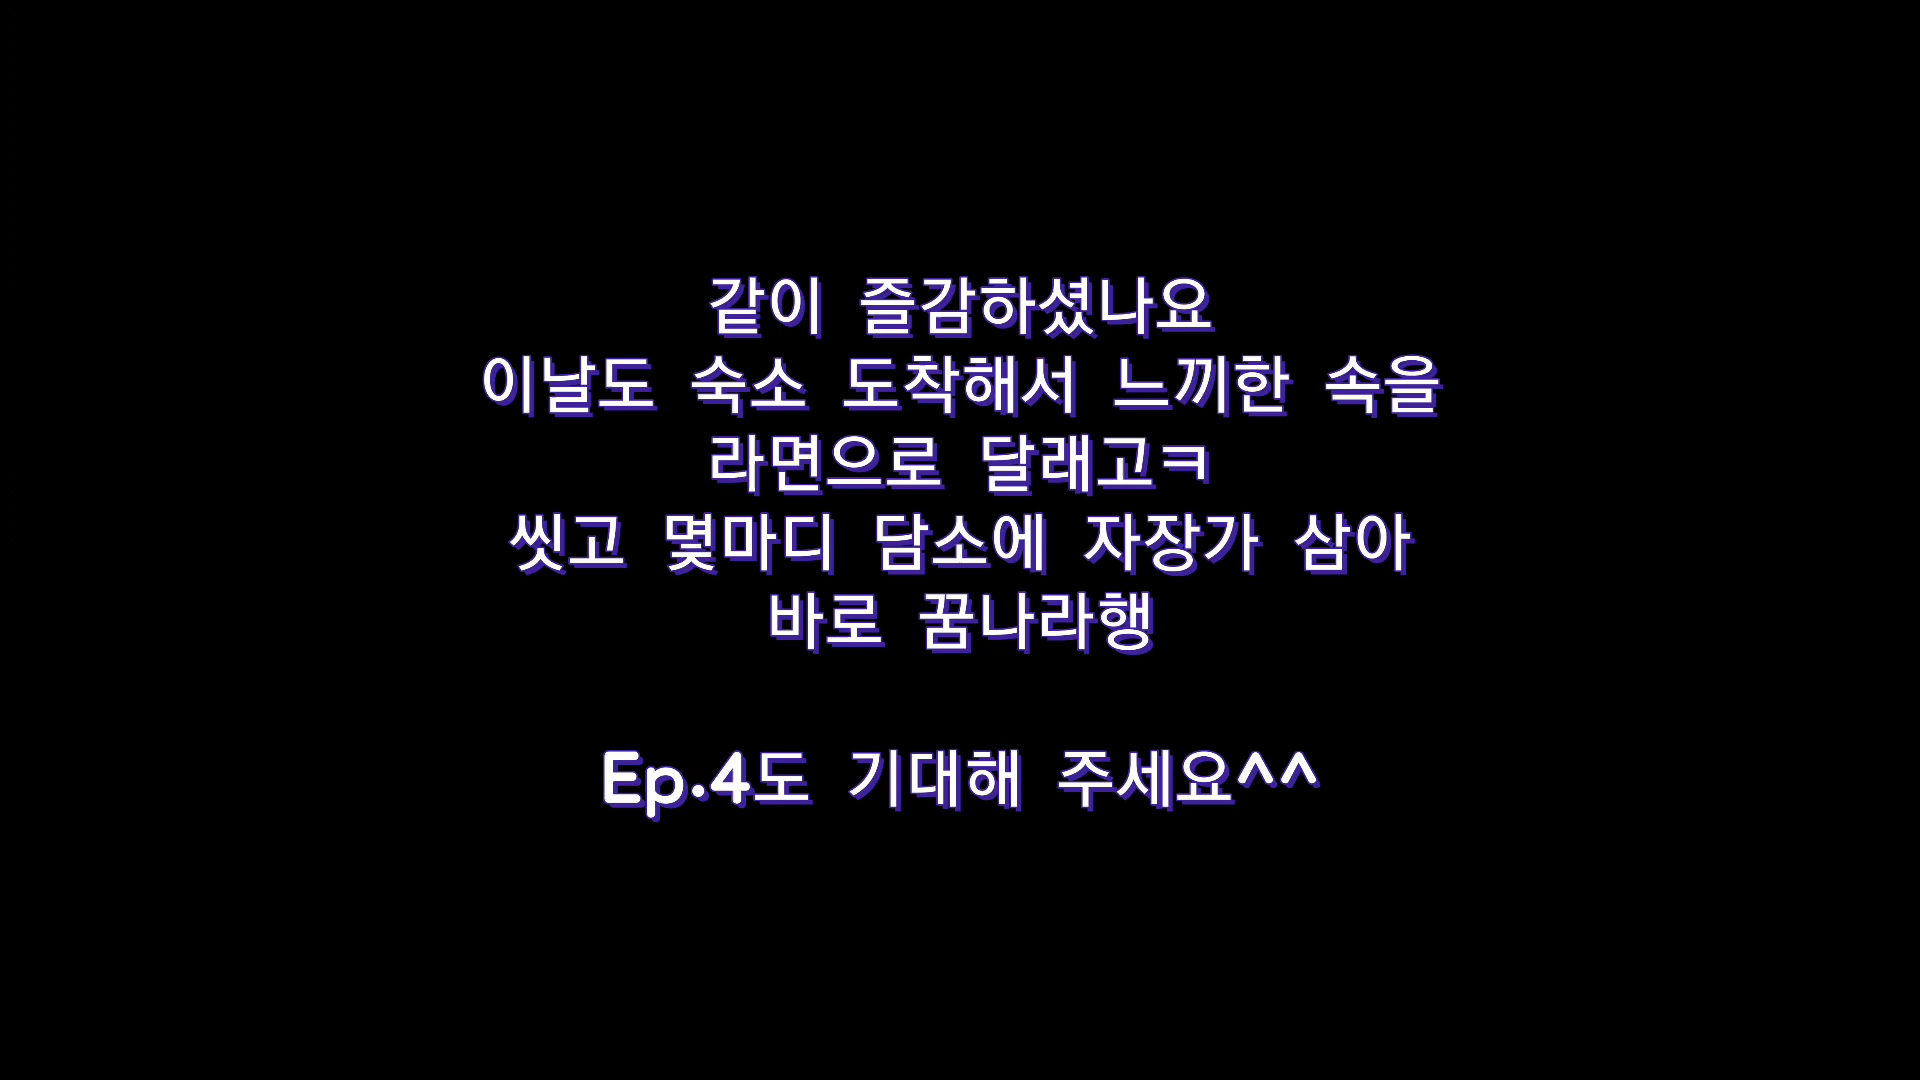 같이 즐감하셨나요
이날도 숙소 도착해서 느끼한 속을
라면으로 달래고ㅋ
씻고 몇마디 담소에 자장가 삼아
바로 꿈나라행
Ep.4도 기대해 주세요^^